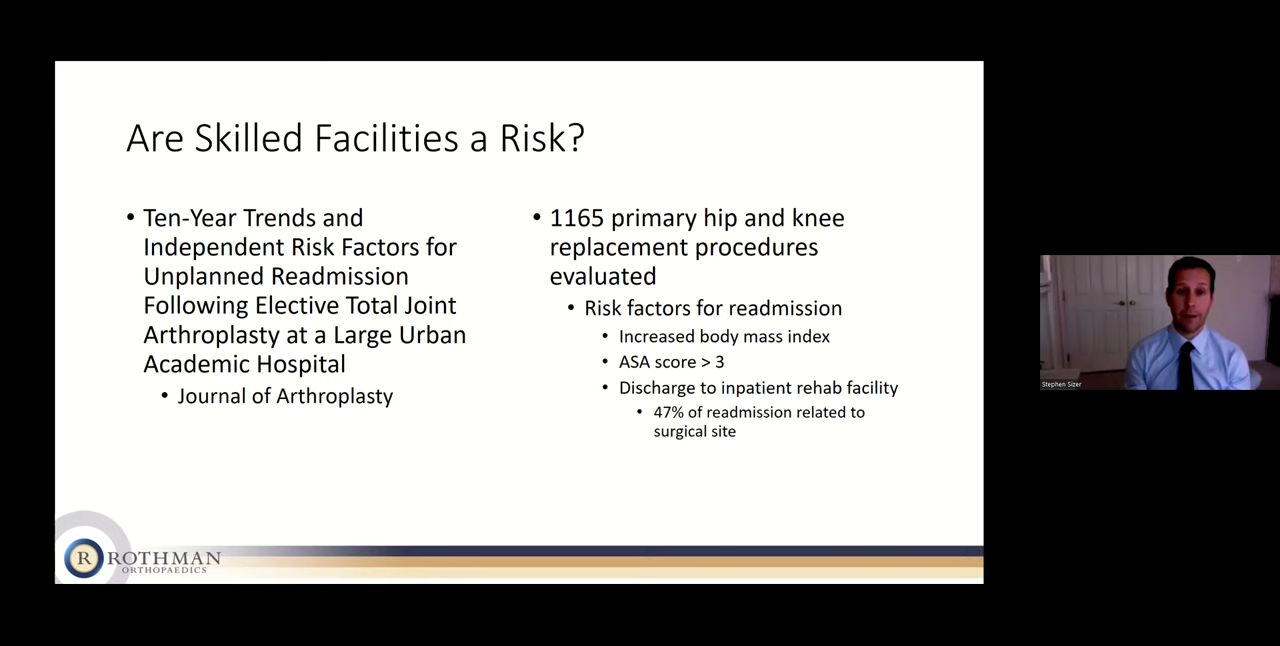 Are Skilled Facilities a Risk?
• Ten-Year Trends and
Independent Risk Factors for
Unplanned Readmission
Following Elective Total Joint
Arthroplasty at a Large Urban
Academic Hospital
• Journal of Arthroplasty
• 1165 primary hip and knee
replacement procedures
evaluated
• Risk factors for readmission
• Increased body mass index
• ASA score > 3
• Discharge to inpatient rehab facility
• 47% of readmission related to
surgical site
R ROTHMAN
ORTHOPAEDICS
Stephen Sizer